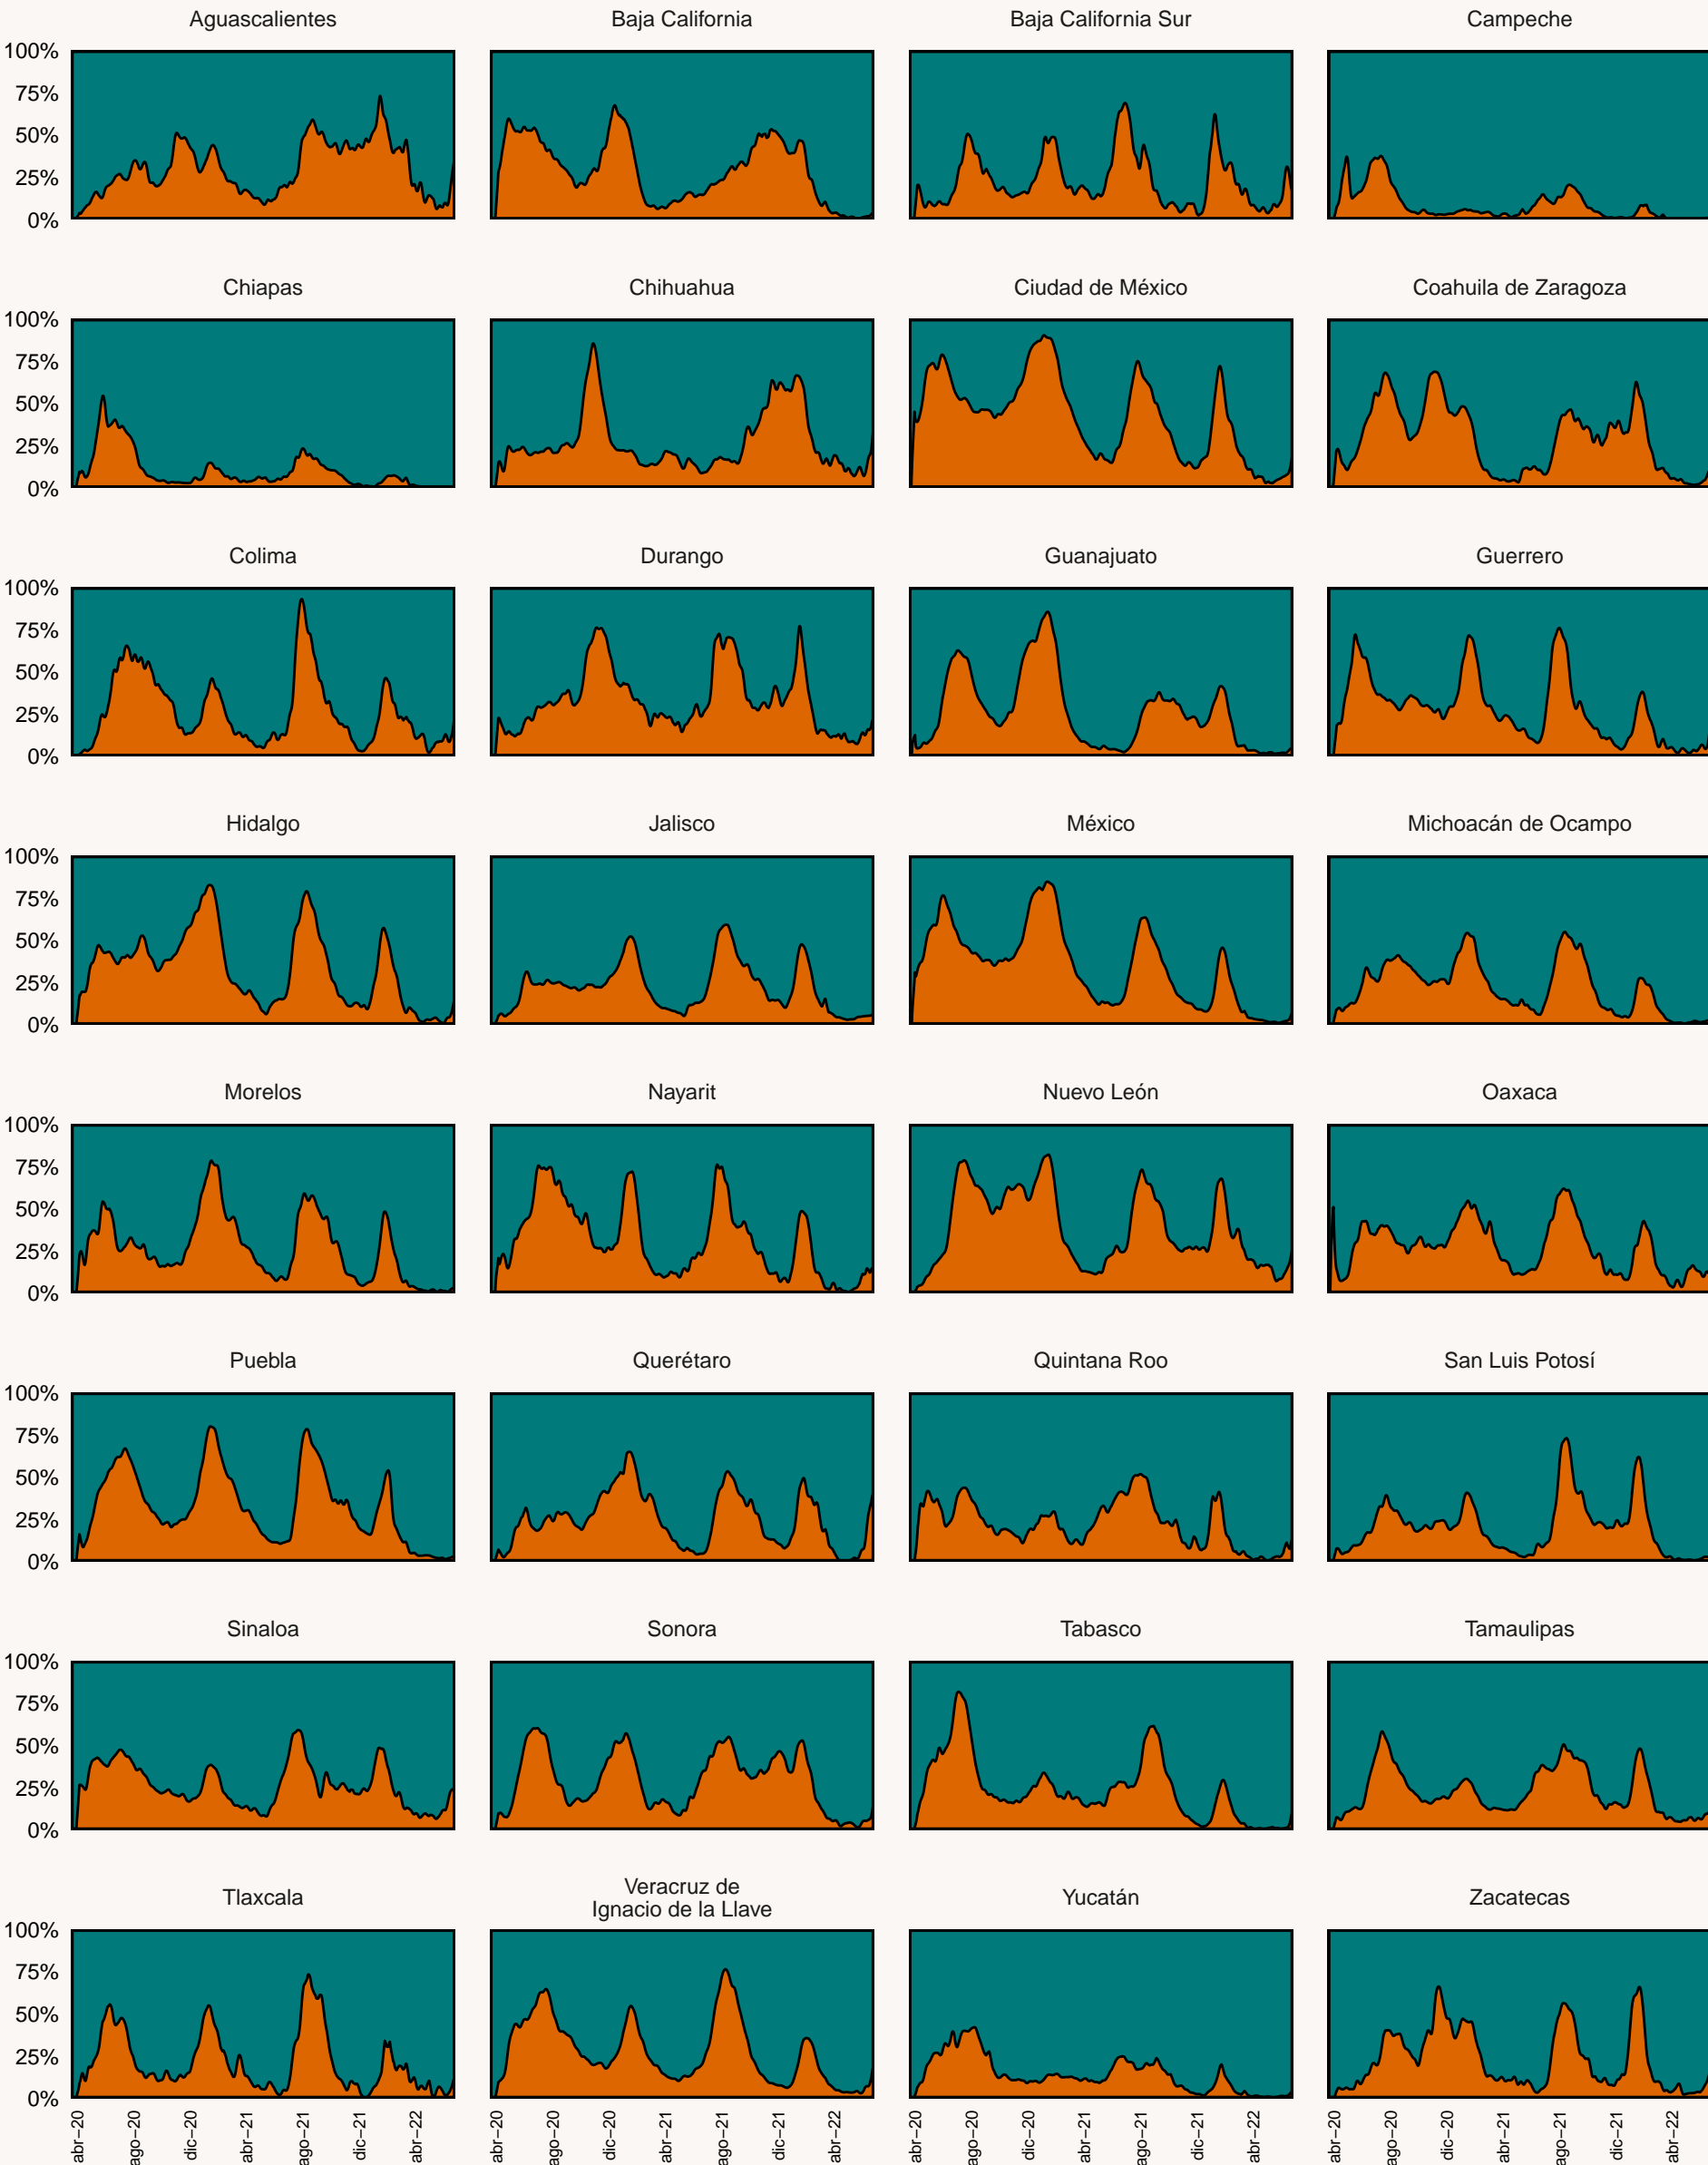 Aguascalientes
Baja California
Baja California Sur
Campeche
100%
75%
50%
25%
0%
Chiapas
Chihuahua
Ciudad de México
Coahuila de Zaragoza
100%
75%
50%
25%
0%
Colima
Durango
Guanajuato
Guerrero
100%
75%
50%
25%
0%
Hidalgo
Jalisco
México
Michoacán de Ocampo
100%
75%
50%
25%
0%
Morelos
Nayarit
Nuevo León
Oaxaca
100%
75%
50%
25%
0%
Puebla
Querétaro
Quintana Roo
San Luis Potosí
100%
75%
50%
25%
0%
Sinaloa
Sonora
Tabasco
Tamaulipas
100%
75%
50%
25%
0%
Tlaxcala
Veracruz de
Ignacio de la Llave
Yucatán
Zacatecas
100%
75%
50%
25%
0%
abr−20
ago−20
dic−20
abr−21
ago−21
dic−21
abr−22
abr−20
ago−20
dic−20
abr−21
ago−21
dic−21
abr−22
abr−20
ago−20
dic−20
abr−21
ago−21
dic−21
abr−22
abr−20
ago−20
dic−20
abr−21
ago−21
dic−21
abr−22